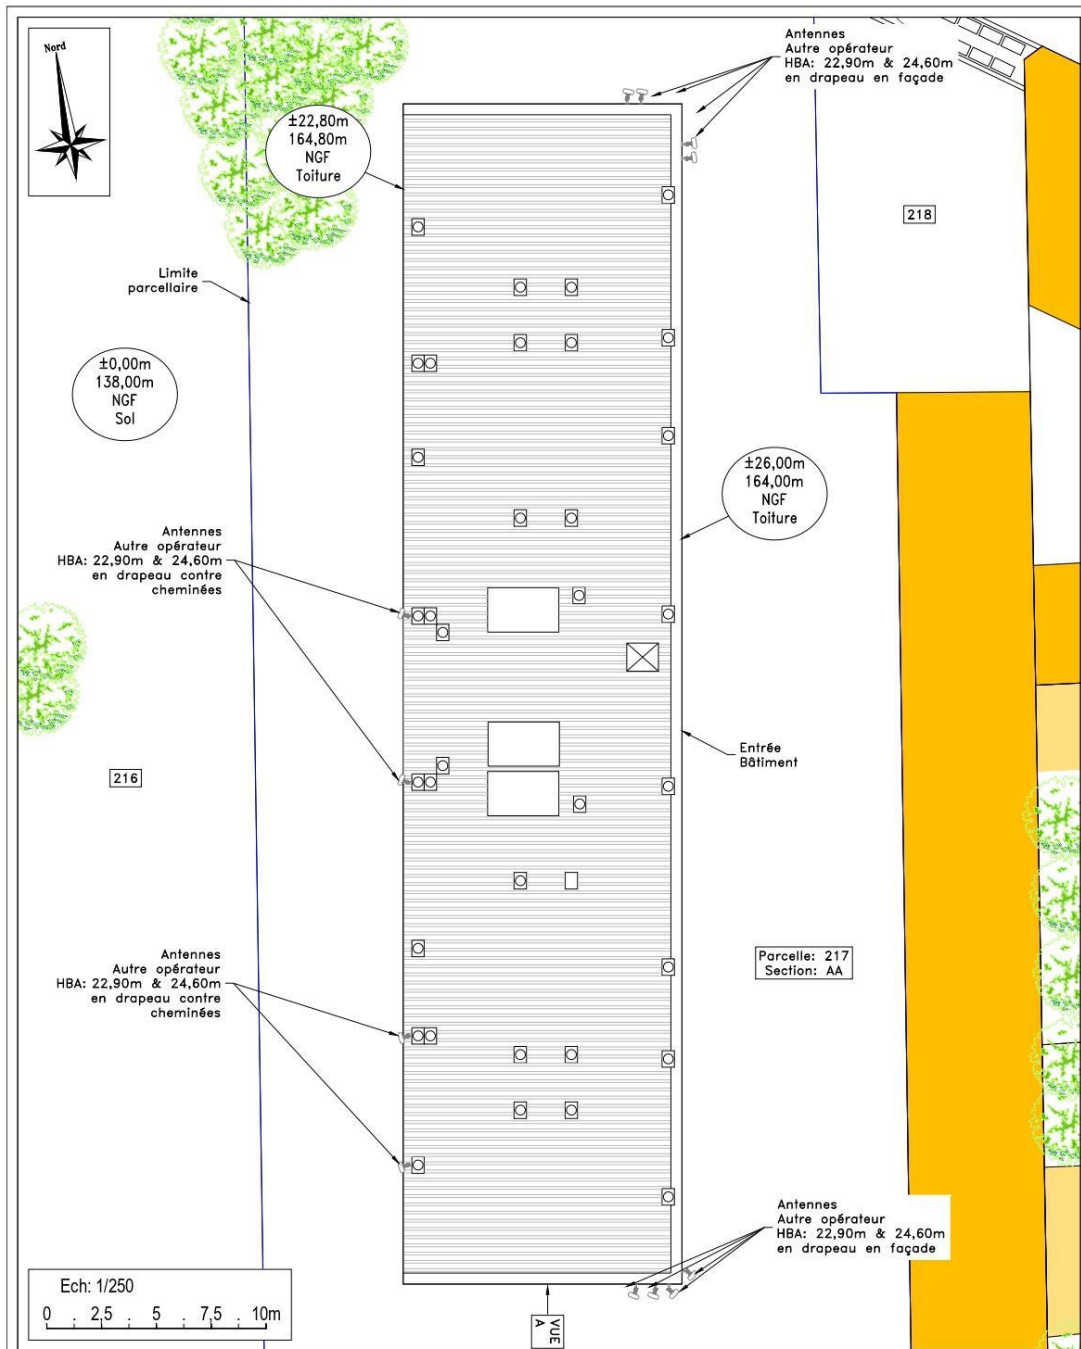 Nord
Antennes
Autre opérateur
HBA: 22,90m & 24,60m
en drapeau en façade
±22,80m
164,80m
NGF
Toiture
218
Limite
parcellaire
±0,00m
138,00m
NGF
Sol
±26,00m
164,00m
NGF
Toiture
Antennes
Autre opérateur
HBA: 22,90m & 24,60m
en drapeau contre
cheminées
Entrée
Bâtiment
216
Antennes
Autre opérateur
HBA: 22,90m & 24,60m
en drapeau contre
cheminées
Parcelle: 217
Section: AA
Antennes
Autre opérateur
HBA: 22,90m & 24,60m
en drapeau en façade
Ech: 1/250
0 2,5 5 7,5 10m
VUE
A